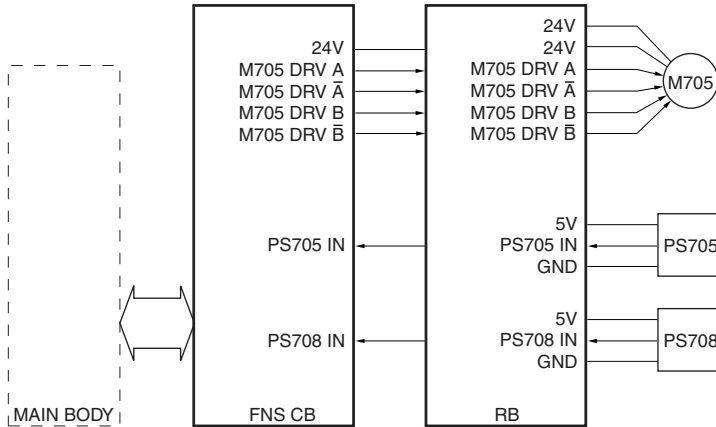 24V
24V
24V
M705 DRV A
M705 DRV A
M705
M705 DRV A̅
M705 DRV A̅
M705 DRV B
M705 DRV B
M705 DRV B̅
M705 DRV B̅
5V
PS705 IN
PS705 IN
PS705
GND
5V
PS708 IN
PS708 IN
PS708
GND
MAIN BODY
FNS CB
RB